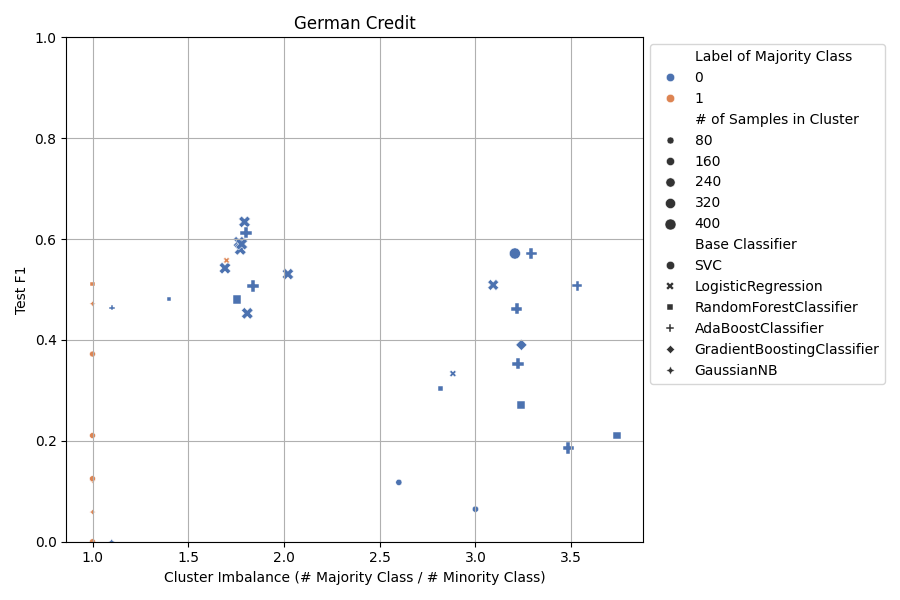 German Credit
1.0
0.8
0.6
0.4
0.2
0.0
Test F1
1.0
1.5
2.0
2.5
3.0
3.5
Cluster Imbalance (# Majority Class / # Minority Class)
Label of Majority Class
0
1
# of Samples in Cluster
80
160
240
320
400
Base Classifier
SVC
LogisticRegression
RandomForestClassifier
AdaBoostClassifier
GradientBoostingClassifier
GaussianNB